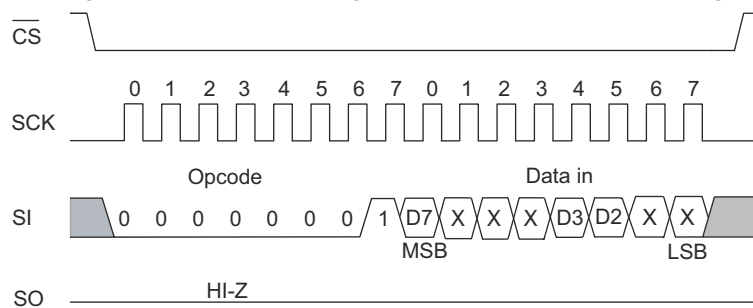 CS
0 1 2 3 4 5 6 7 0 1 2 3 4 5 6 7
SCK
Opcode Data in
SI 0 0 0 0 0 0 0 1 D7 X X X D3 D2 X X
MSB LSB
HI-Z
SO